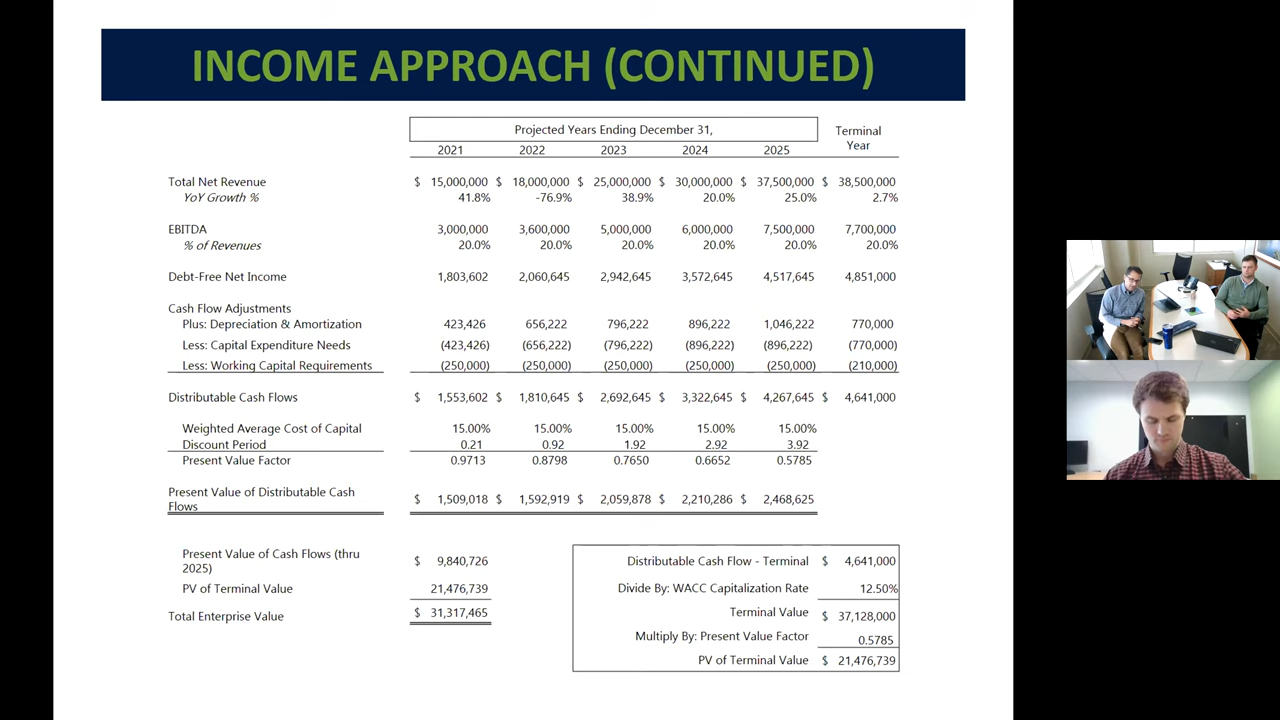 INCOME APPROACH (CONTINUED)
Projected Years Ending December 31,
Terminal
Year
2021 2022 2023 2024 2025
Total Net Revenue $ 15,000,000 $ 18,000,000 $ 25,000,000 $ 30,000,000 $ 37,500,000 $ 38,500,000
YoY Growth % 41.8% -76.9% 38.9% 20.0% 25.0% 2.7%
EBITDA 3,000,000 3,600,000 5,000,000 6,000,000 7,500,000 7,700,000
% of Revenues 20.0% 20.0% 20.0% 20.0% 20.0% 20.0%
Debt-Free Net Income 1,803,602 2,060,645 2,942,645 3,572,645 4,517,645 4,851,000
Cash Flow Adjustments
Plus: Depreciation & Amortization 423,426 656,222 796,222 896,222 1,046,222 770,000
Less: Capital Expenditure Needs (423,426) (656,222) (796,222) (896,222) (896,222) (770,000)
Less: Working Capital Requirements (250,000) (250,000) (250,000) (250,000) (250,000) (210,000)
Distributable Cash Flows $ 1,553,602 $ 1,810,645 $ 2,692,645 $ 3,322,645 $ 4,267,645 $ 4,641,000
Weighted Average Cost of Capital 15.00% 15.00% 15.00% 15.00% 15.00%
Discount Period 0.21 0.92 1.92 2.92 3.92
Present Value Factor 0.9713 0.8798 0.7650 0.6652 0.5785
Present Value of Distributable Cash
Flows $ 1,509,018 $ 1,592,919 $ 2,059,878 $ 2,210,286 $ 2,468,625
Present Value of Cash Flows (thru
2025) $ 9,840,726
PV of Terminal Value 21,476,739
Total Enterprise Value $ 31,317,465
Distributable Cash Flow - Terminal $ 4,641,000
Divide By: WACC Capitalization Rate 12.50%
Terminal Value $ 37,128,000
Multiply By: Present Value Factor 0.5785
PV of Terminal Value $ 21,476,739